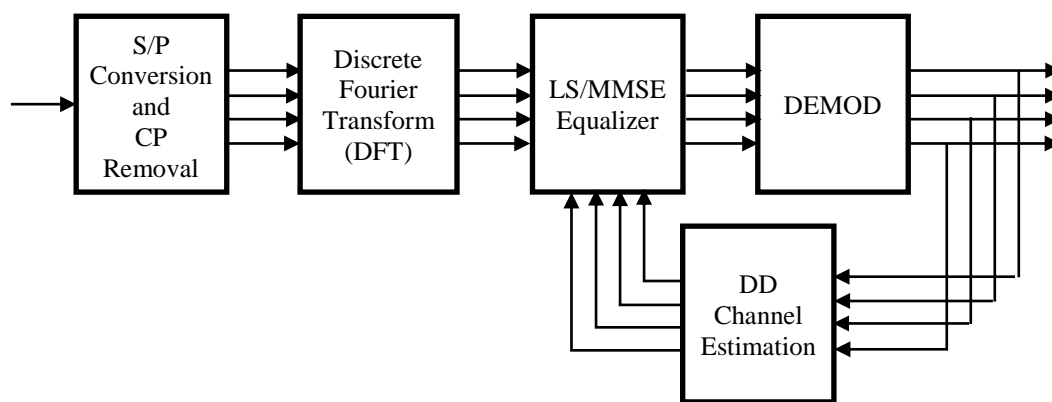 S/P
Conversion
and
CP
Removal
Discrete
Fourier
Transform
(DFT)
LS/MMSE
Equalizer
DEMOD
DD
Channel
Estimation